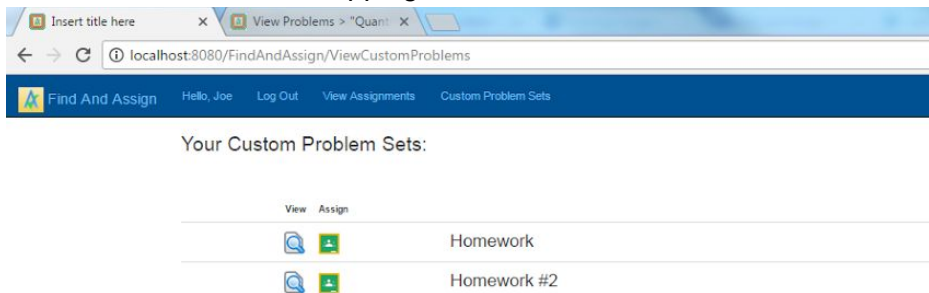 Insert title here View Problems > "Quant
localhost:8080/FindAndAssign/ViewCustomProblems
Find And Assign Hello, Joe Log Out View Assignments Custom Problem Sets
Your Custom Problem Sets:
View Assign
Homework
Homework #2